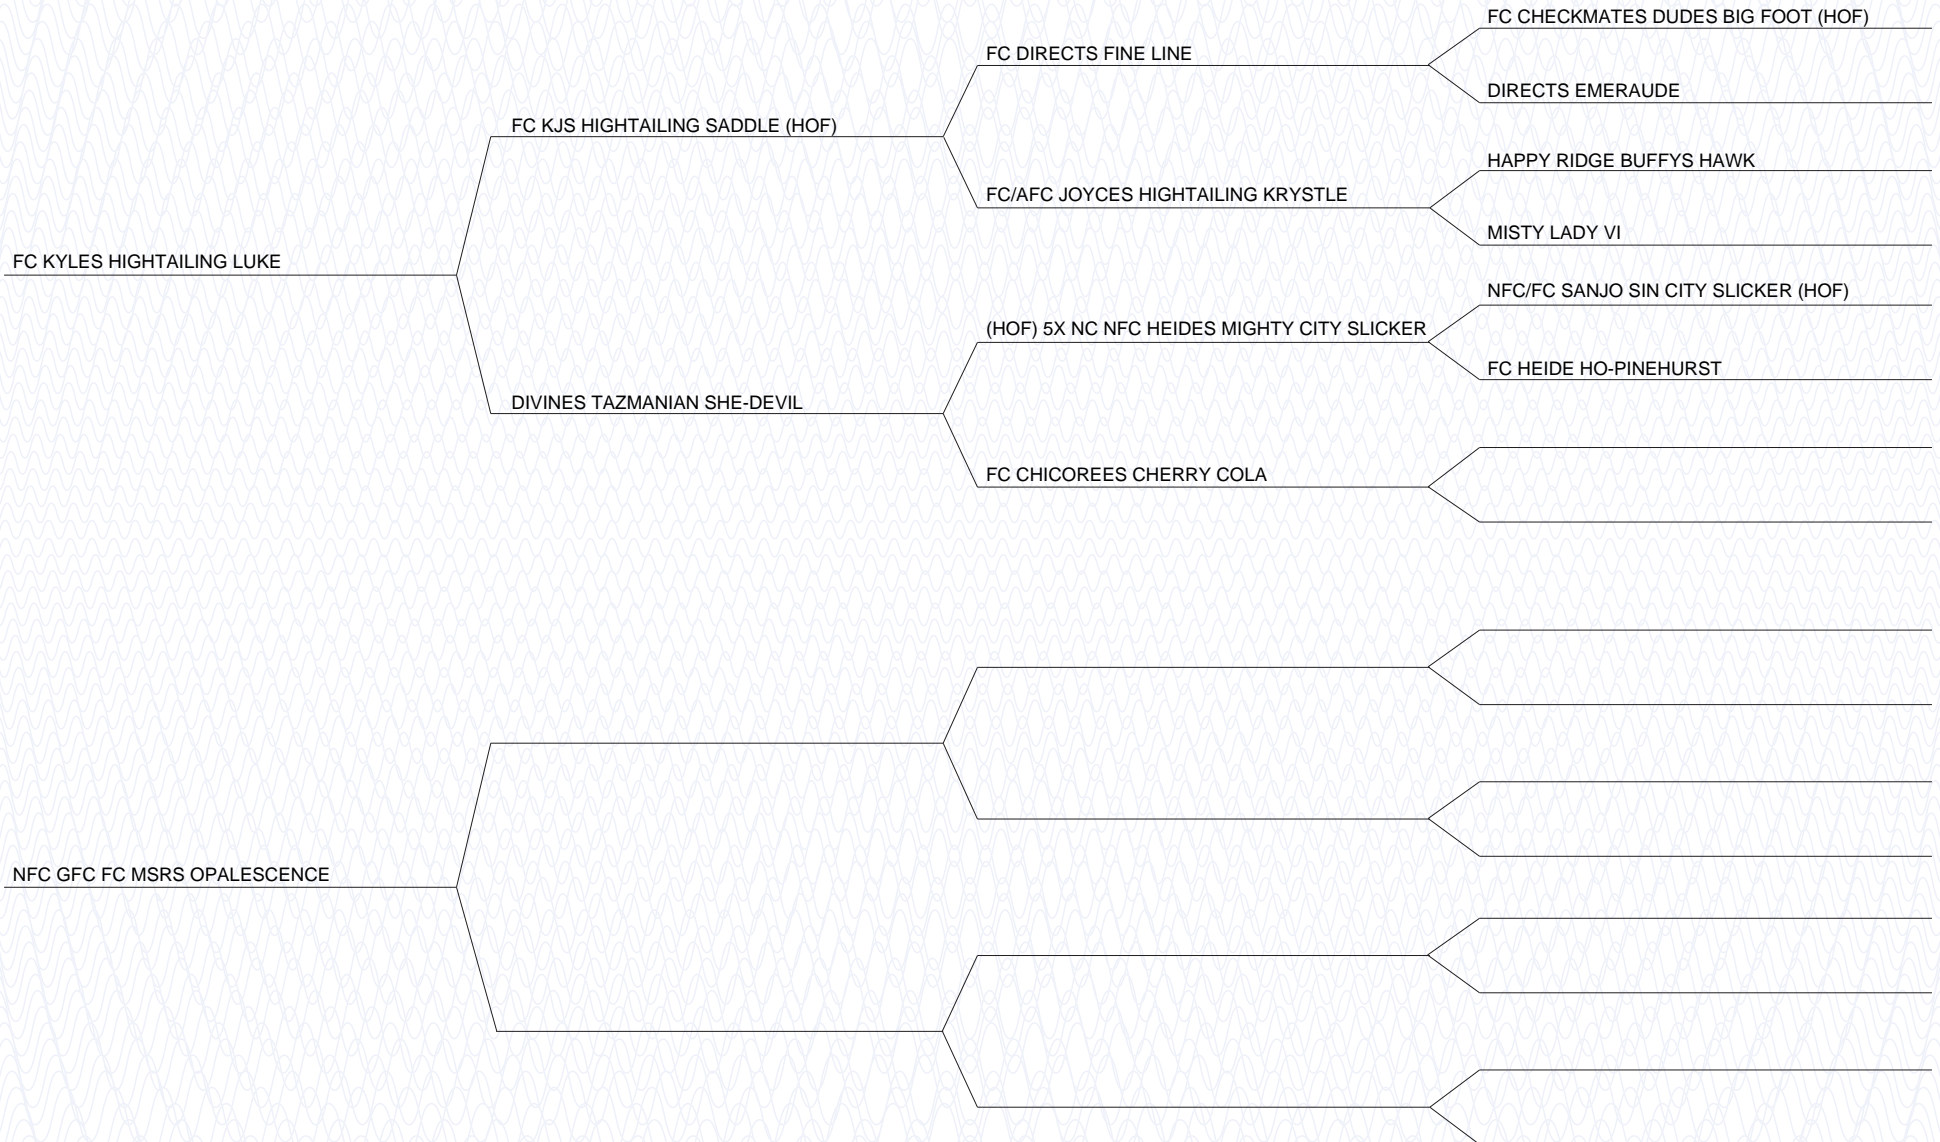 FC CHECKMATES DUDES BIG FOOT (HOF)
FC DIRECTS FINE LINE
DIRECTS EMERAUDE
FC KJS HIGHTAILING SADDLE (HOF)
HAPPY RIDGE BUFFYS HAWK
FC/AFC JOYCES HIGHTAILING KRYSTLE
MISTY LADY VI
FC KYLES HIGHTAILING LUKE
NFC/FC SANJO SIN CITY SLICKER (HOF)
(HOF) 5X NC NFC HEIDES MIGHTY CITY SLICKER
FC HEIDE HO-PINEHURST
DIVINES TAZMANIAN SHE-DEVIL
FC CHICOREES CHERRY COLA
NFC GFC FC MSRS OPALESCENCE